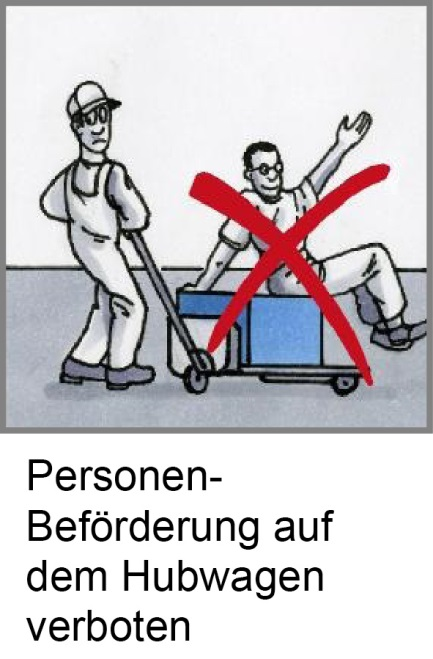 Personen-
Beförderung auf
dem Hubwagen
verboten